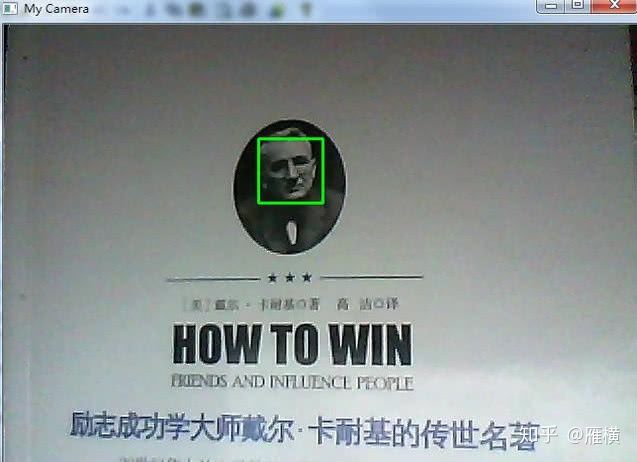 My Camera
[美]戴尔·卡耐基◎著 高 洁◎译
HOW TO WIN
FRIENDS AND INFLUENCE PEOPLE
励志成功学大师戴尔·卡耐基的传世名著
知乎 @雁横